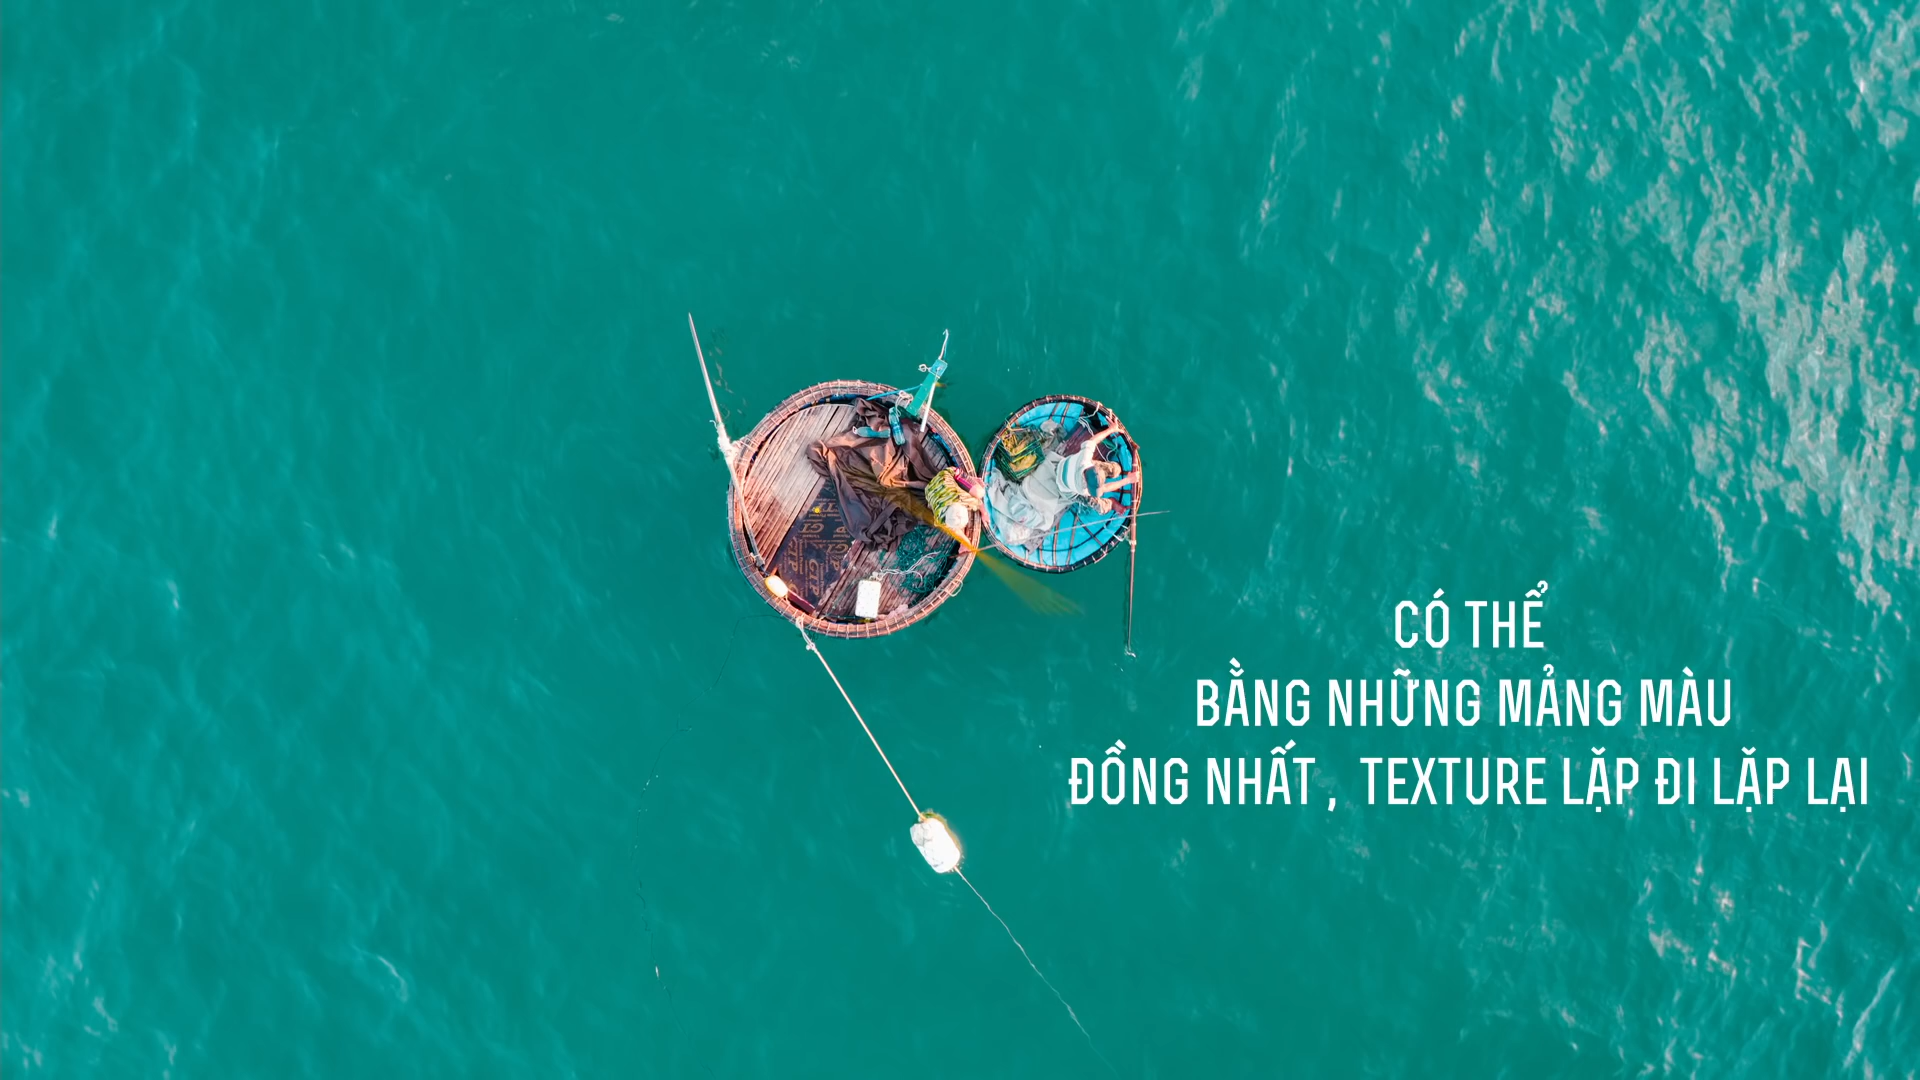 CÓ THỂ
BẰNG NHỮNG MẢNG MÀU
ĐỒNG NHẤT , TEXTURE LẶP ĐI LẶP LẠI